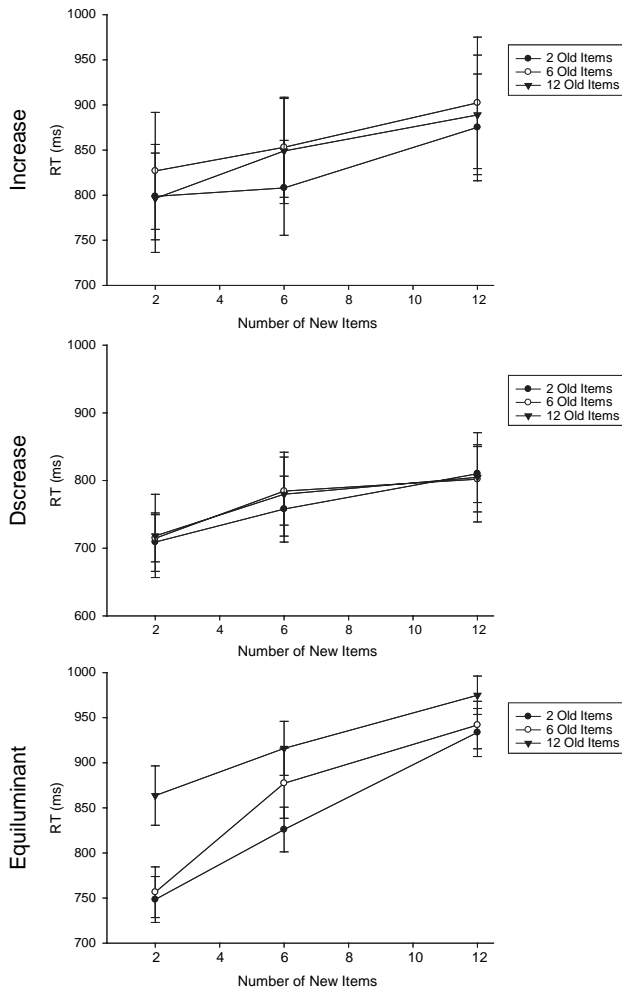 1000
950
900
850
800
750
700
RT (ms)
Increase
2 4 6 8 10 12
Number of New Items
2 Old Items
6 Old Items
12 Old Items
1000
900
800
700
600
RT (ms)
Dscrease
2 4 6 8 10 12
Number of New Items
2 Old Items
6 Old Items
12 Old Items
1000
950
900
850
800
750
700
RT (ms)
Equiluminant
2 4 6 8 10 12
Number of New Items
2 Old Items
6 Old Items
12 Old Items